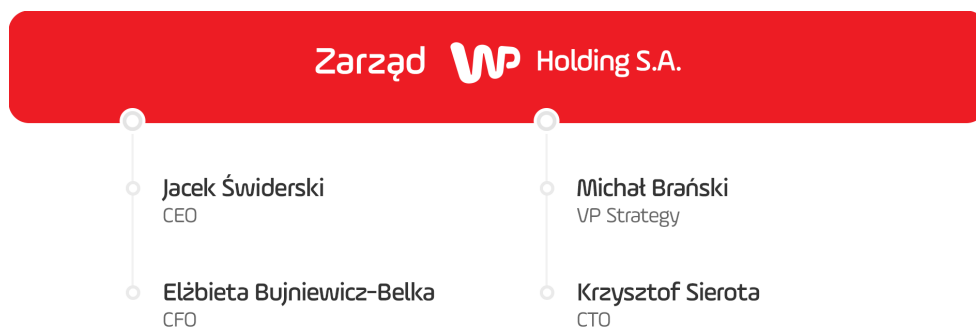 Zarząd WP Holding S.A.
Jacek Świderski
CEO
Elżbieta Bujniewicz-Belka
CFO
Michał Brański
VP Strategy
Krzysztof Sierota
CTO